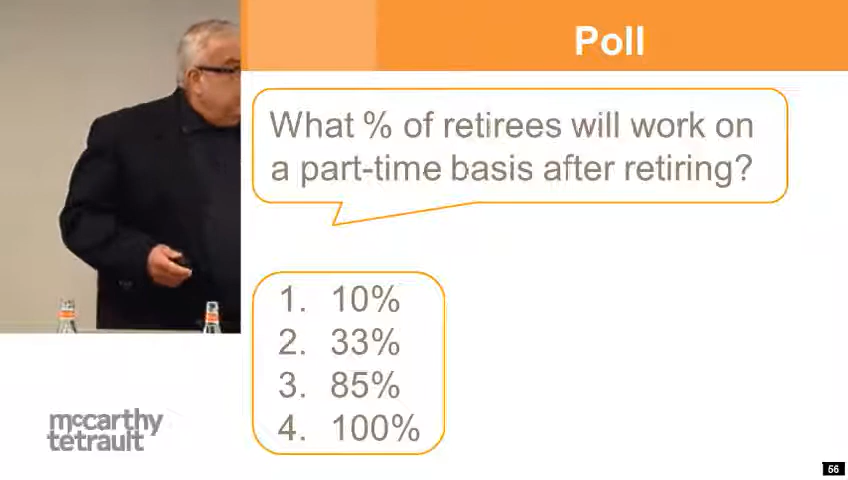 Poll
What % of retirees will work on
a part-time basis after retiring?
1. 10%
2. 33%
3. 85%
4. 100%
mccarthy
tetrault
56